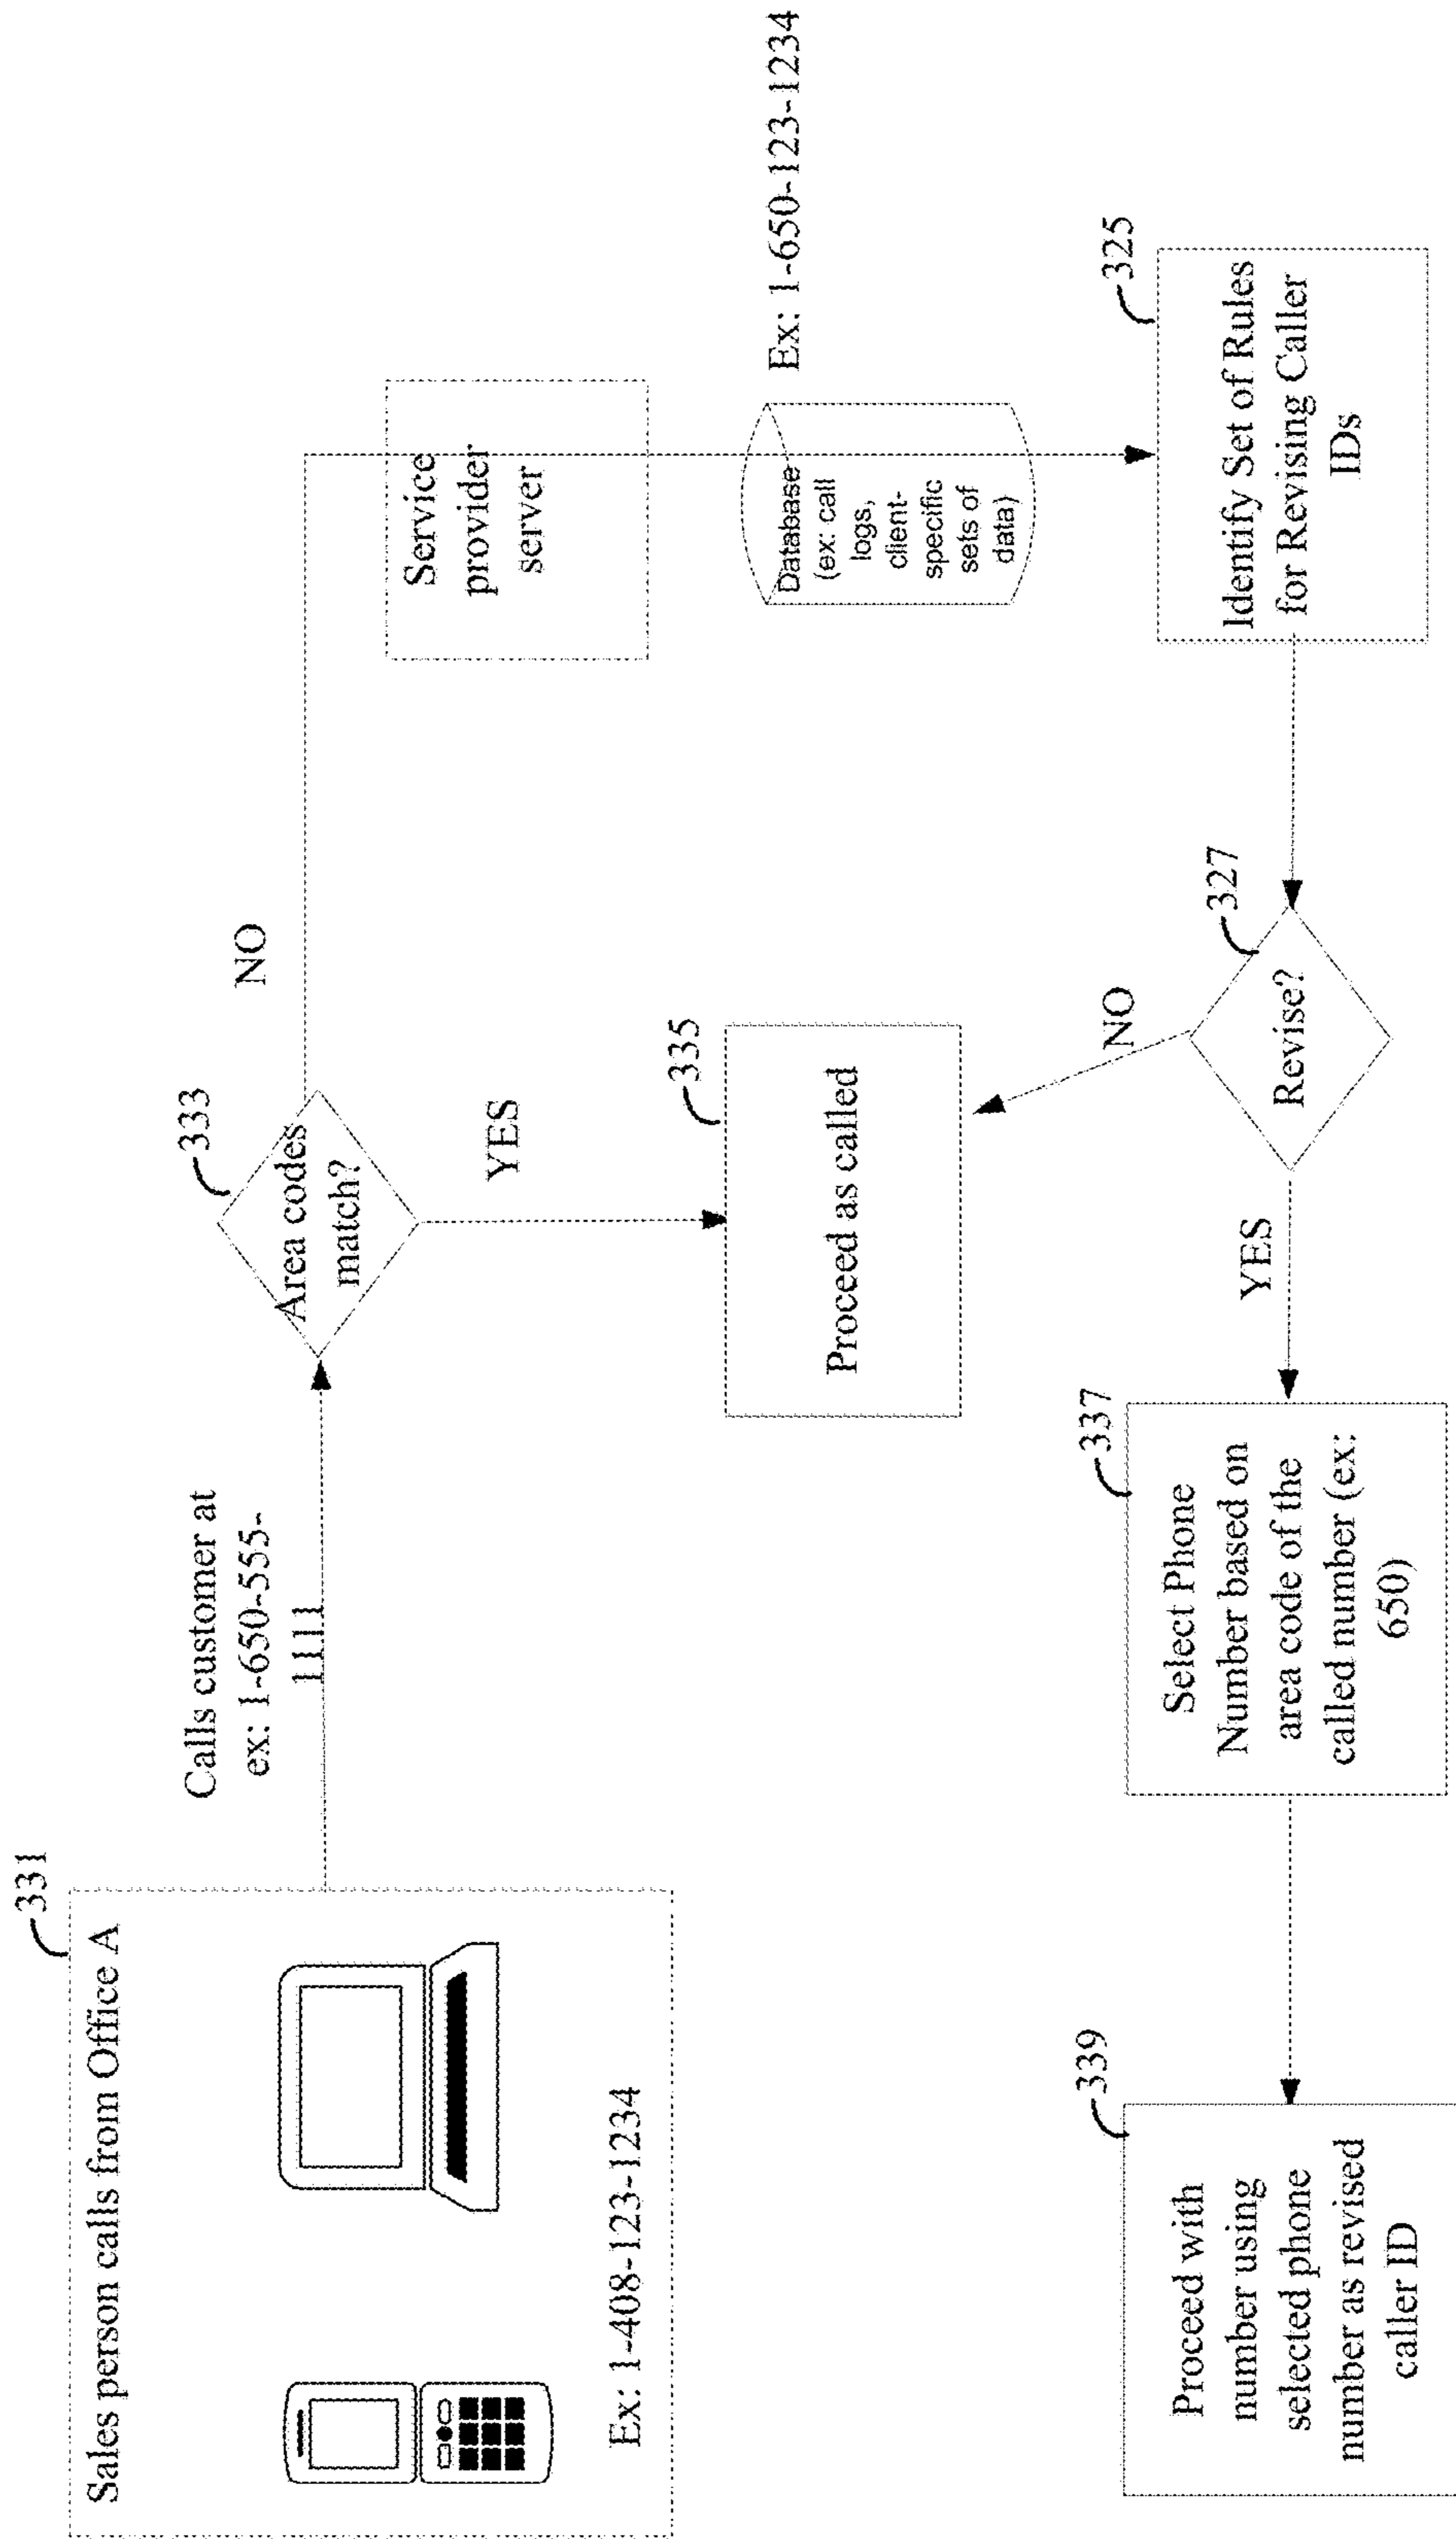 331
Sales person calls from Office A
Ex: 1-408-123-1234
Calls customer at
ex: 1-650-555-
1111
333
Area codes
match?
NO
YES
Service
provider
server
Database
(ex: call
logs,
client-
specific
sets of
data)
Ex: 1-650-123-1234
335
Proceed as called
325
Identify Set of Rules
for Revising Caller
IDs
327
Revise?
NO
YES
337
Select Phone
Number based on
area code of the
called number (ex:
650)
339
Proceed with
number using
selected phone
number as revised
caller ID